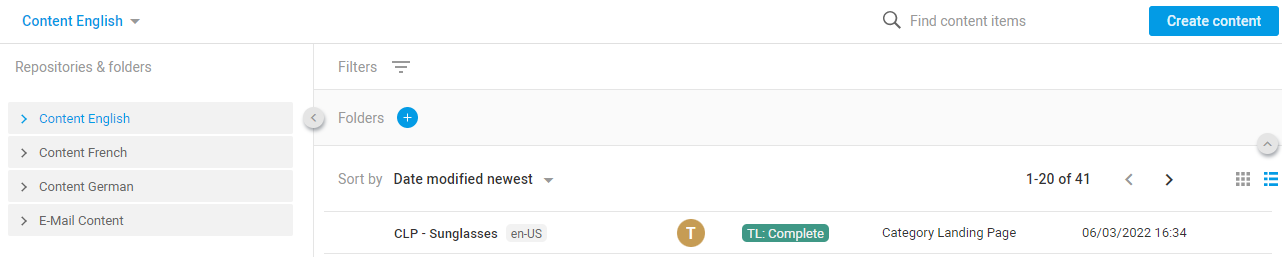 Content English
Find content items
Create content
Repositories & folders
Filters
Content English
Folders
Content French
Content German
E-Mail Content
Sort by Date modified newest
1-20 of 41
CLP - Sunglasses en-US T TL: Complete Category Landing Page 06/03/2022 16:34